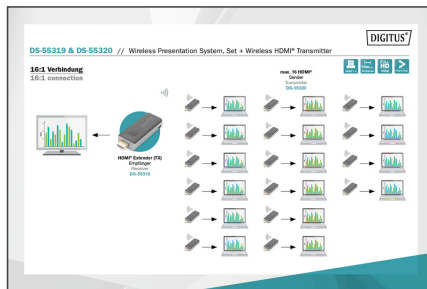 DIGITUS®
DS-55319 & DS-55320 // Wireless Presentation System, Set + Wireless HDMI® Transmitter
16:1 Verbindung
16:1 connection
max. 16 HDMI®
Sender
Transmitter
DS-55320
HD
HDMI® Extender (TX)
Empfänger
Receiver
DS-55319